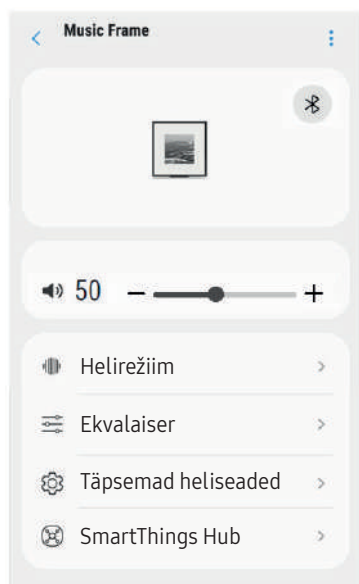 Music Frame
50
Helirežiim
Ekvalaiser
Täpsemad heliseaded
SmartThings Hub